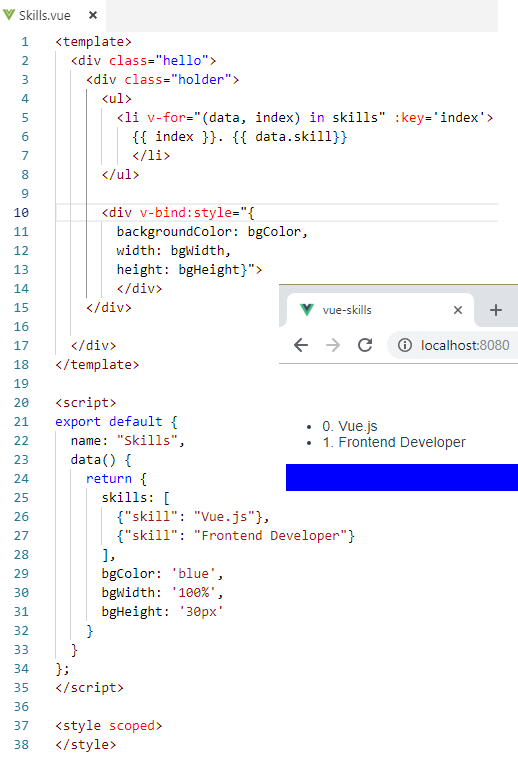 Skills.vue ×
1 <template>
2 <div class="hello">
3 <div class="holder">
4 <ul>
5 <li v-for="(data, index) in skills" :key='index'>
6 {{ index }}. {{ data.skill}}
7 </li>
8 </ul>
9
10 <div v-bind:style="{
11 backgroundColor: bgColor,
12 width: bgWidth,
13 height: bgHeight}">
14 </div>
15 </div>
16
17 </div>
18 </template>
19
20 <script>
21 export default {
22 name: "Skills",
23 data() {
24 return {
25 skills: [
26 {"skill": "Vue.js"},
27 {"skill": "Frontend Developer"}
28 ],
29 bgColor: 'blue',
30 bgWidth: '100%',
31 bgHeight: '30px'
32 }
33 }
34 };
35 </script>
36
37 <style scoped>
38 </style>
vue-skills × +
localhost:8080
• 0. Vue.js
• 1. Frontend Developer